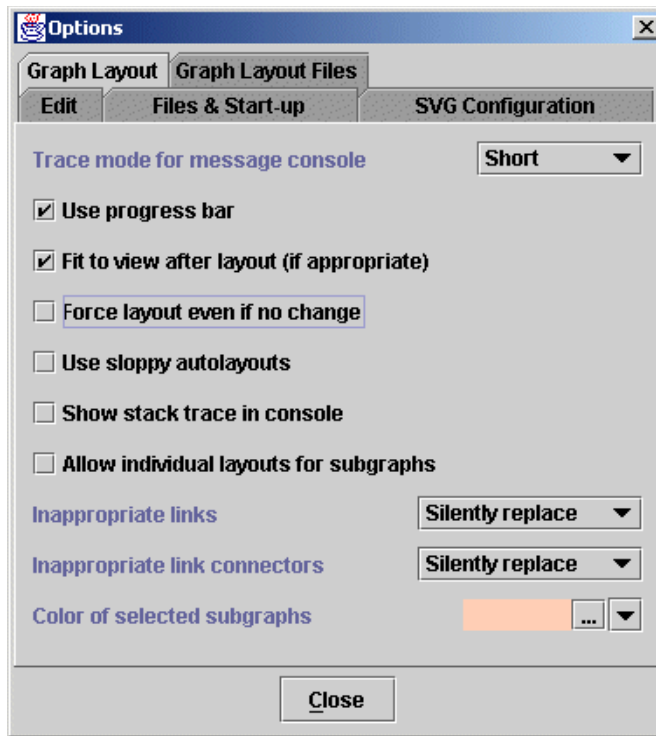 Options
Graph Layout Graph Layout Files
Edit Files & Start-up SVG Configuration
Trace mode for message console Short
Use progress bar
Fit to view after layout (if appropriate)
Force layout even if no change
Use sloppy autolayouts
Show stack trace in console
Allow individual layouts for subgraphs
Inappropriate links Silently replace
Inappropriate link connectors Silently replace
Color of selected subgraphs ...
Close